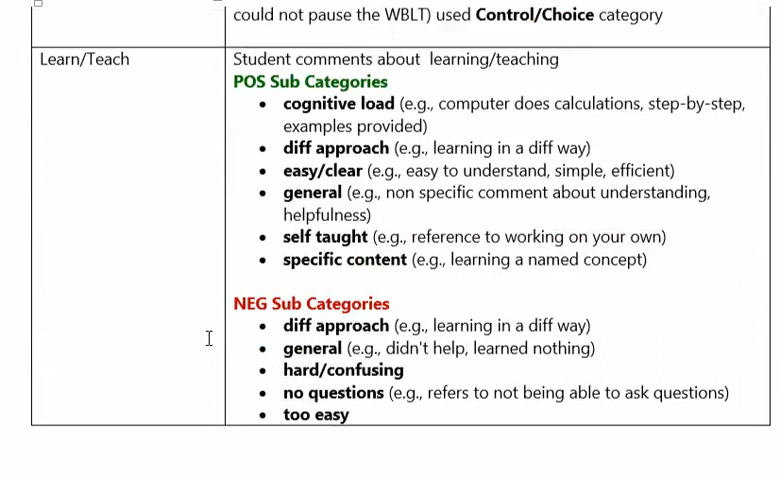 could not pause the WBLT) used Control/Choice category
Learn/Teach
Student comments about learning/teaching
POS Sub Categories
• cognitive load (e.g., computer does calculations, step-by-step,
examples provided)
• diff approach (e.g., learning in a diff way)
• easy/clear (e.g., easy to understand, simple, efficient)
• general (e.g., non specific comment about understanding,
helpfulness)
• self taught (e.g., reference to working on your own)
• specific content (e.g., learning a named concept)
NEG Sub Categories
• diff approach (e.g., learning in a diff way)
• general (e.g., didn't help, learned nothing)
• hard/confusing
• no questions (e.g., refers to not being able to ask questions)
• too easy